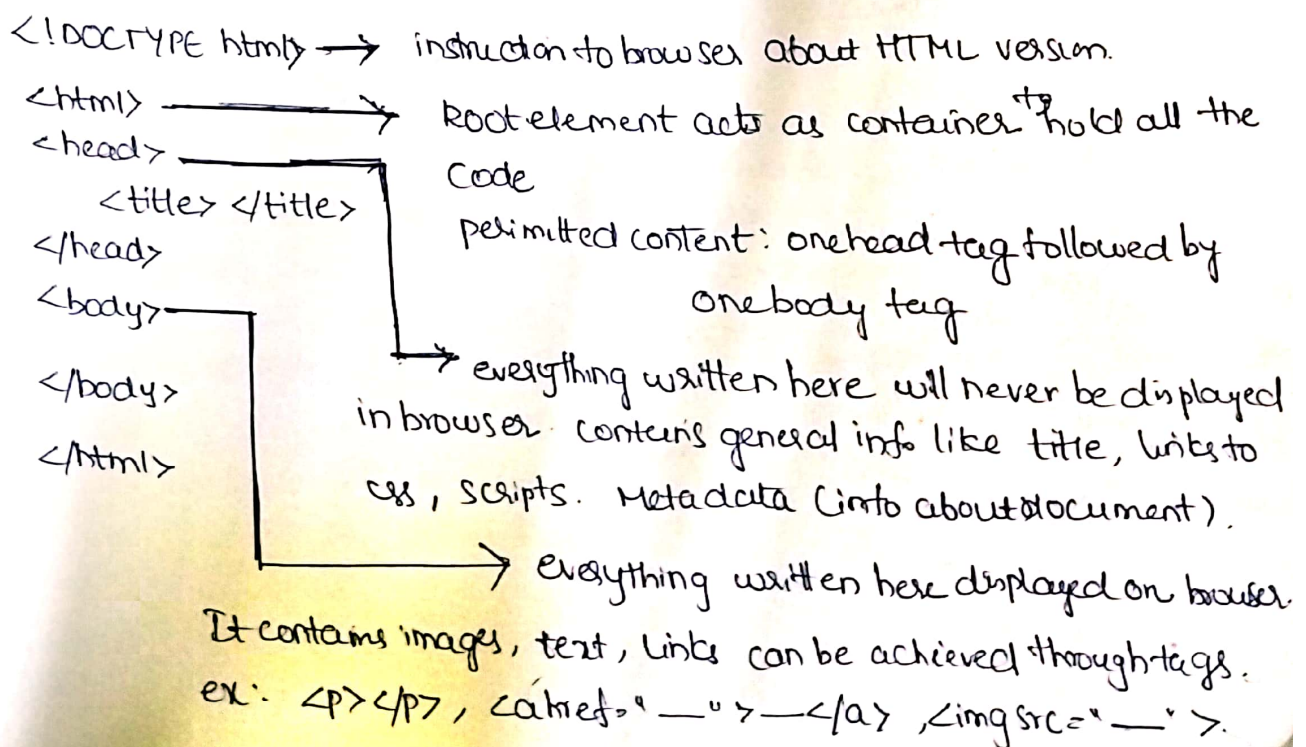 <!DOCTYPE html> → instruction to browser about HTML version.
<html> → Root element acts as container to hold all the
<head>
code
<title> </title>
permitted content: one head tag followed by
</head>
one body tag
<body>
→ everything written here will never be displayed
</body>
in browser. contains general info like title, links to
</html>
css, scripts. Metadata (info about document).
→ everything written here displayed on browser.
It contains images, text, links can be achieved through tags.
ex: <p></p>, <a href="__">__</a>, <img src="__">.